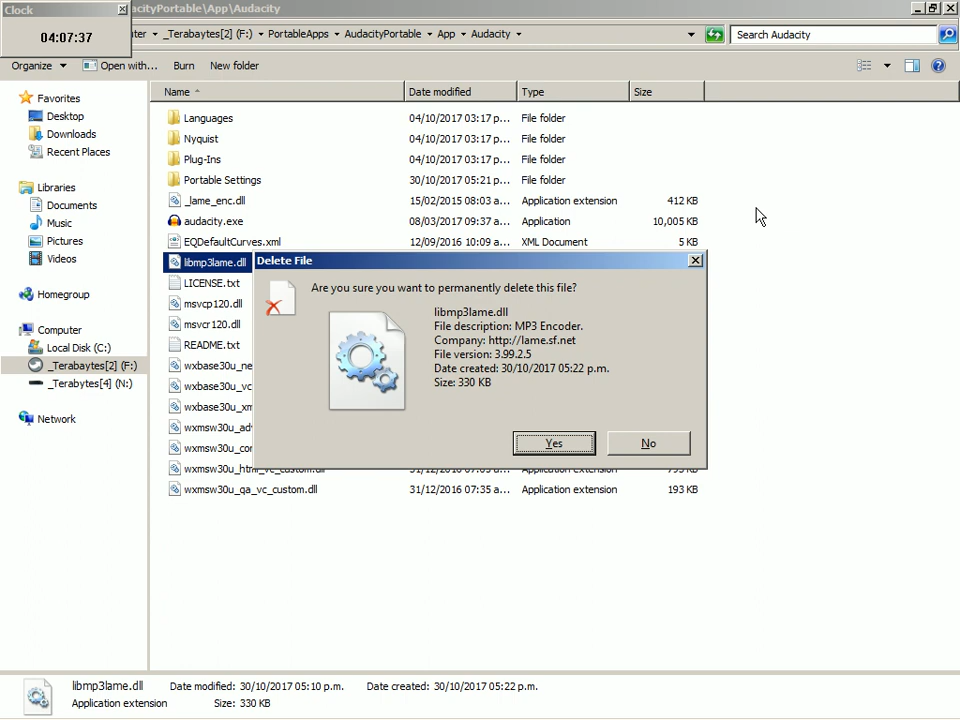 Clock
acityPortable\App\Audacity
04:07:37
ter
_Terabaytes[2] (F:)
PortableApps
AudacityPortable
App
Audacity
Search Audacity
Organize
Open with...
Burn
New folder
Name
Date modified
Type
Size
Favorites
Desktop
Downloads
Recent Places
Libraries
Documents
Music
Pictures
Videos
Homegroup
Computer
Local Disk (C:)
_Terabaytes[2] (F:)
_Terabytes[4] (N:)
Network
Languages 04/10/2017 03:17 p... File folder
Nyquist 04/10/2017 03:17 p... File folder
Plug-Ins 04/10/2017 03:17 p... File folder
Portable Settings 30/10/2017 05:21 p... File folder
_lame_enc.dll 15/02/2015 08:03 a... Application extension 412 KB
audacity.exe 08/03/2017 09:37 a... Application 10,005 KB
EQDefaultCurves.xml 12/09/2016 10:09 a... XML Document 5 KB
libmp3lame.dll
LICENSE.txt
msvcp120.dll
msvcr120.dll
README.txt
wxbase30u_ne
wxbase30u_vc
wxbase30u_xm
wxmsw30u_ad
wxmsw30u_co
wxmsw30u_html_vc_custom.dll 31/12/2016 07:35 a... Application extension 793 KB
wxmsw30u_qa_vc_custom.dll 31/12/2016 07:35 a... Application extension 193 KB
Delete File
Are you sure you want to permanently delete this file?
libmp3lame.dll
File description: MP3 Encoder.
Company: http://lame.sf.net
File version: 3.99.2.5
Date created: 30/10/2017 05:22 p.m.
Size: 330 KB
Yes
No
libmp3lame.dll Date modified: 30/10/2017 05:10 p.m. Date created: 30/10/2017 05:22 p.m.
Application extension Size: 330 KB